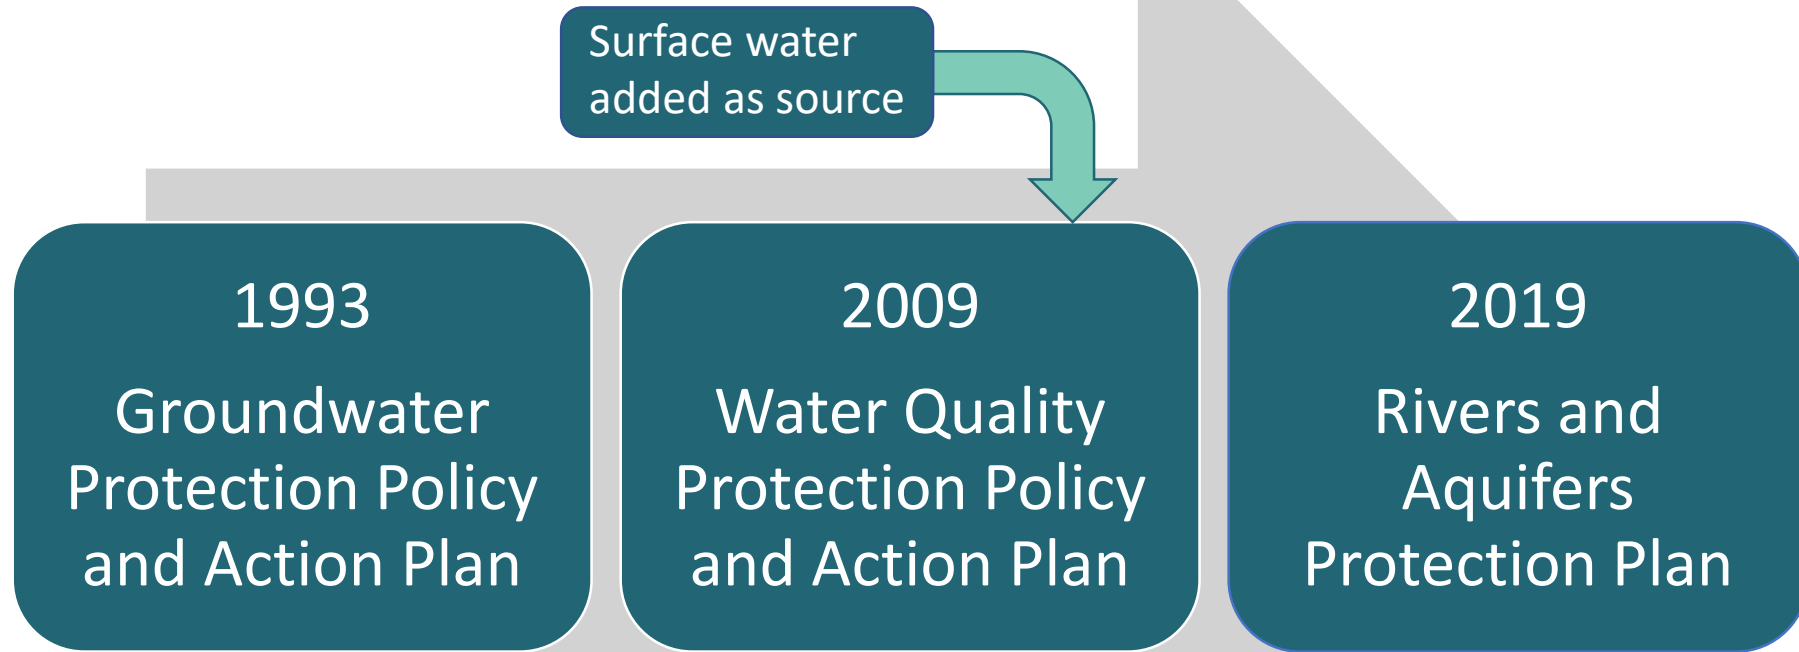 Surface water
added as source
1993
Groundwater
Protection Policy
and Action Plan
2009
Water Quality
Protection Policy
and Action Plan
2019
Rivers and
Aquifers
Protection Plan